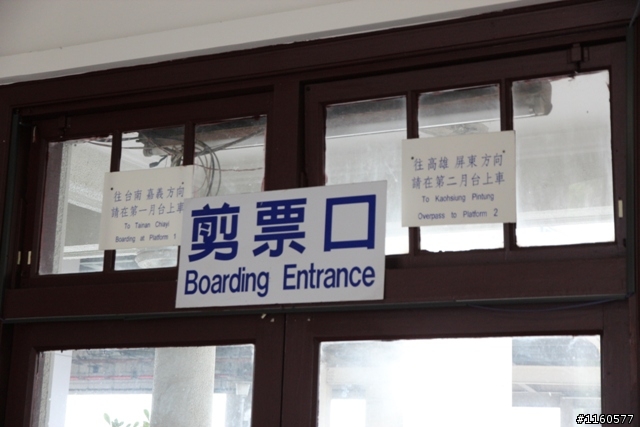 往台南 嘉義方向
請在第一月台上車
To Tainan Chiayi
Boarding at Platform 1
剪票口
Boarding Entrance
往高雄 屏東方向
請在第二月台上車
To Kaohsiung Pintung
Overpass to Platform 2
#1160577